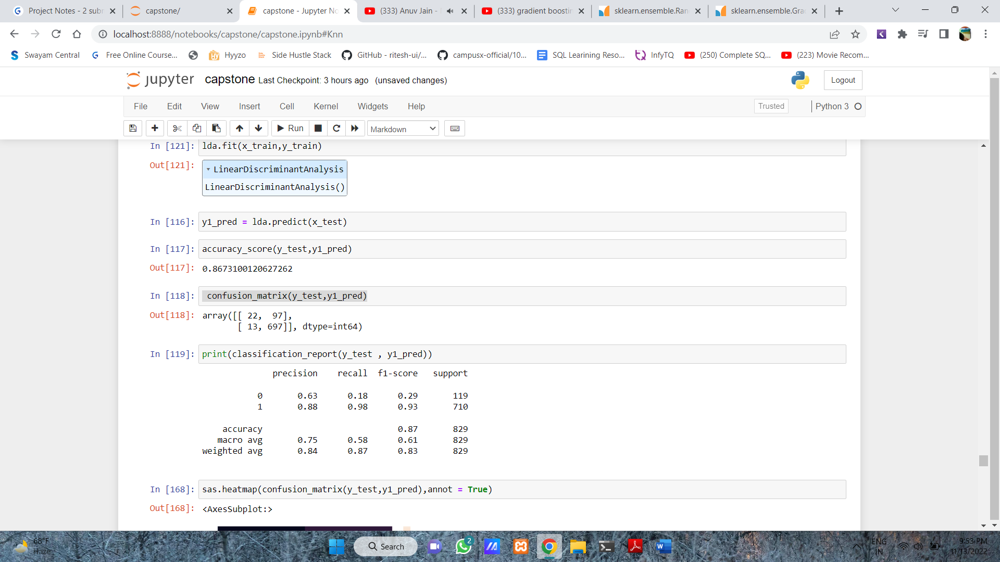 Project Notes - 2 subr
capstone/
capstone - Jupyter No
(333) Anuv Jain -
(333) gradient boostin
sklearn.ensemble.Ran
sklearn.ensemble.Gra
localhost:8888/notebooks/capstone/capstone.ipynb#Knn
Swayam Central
Free Online Course...
Hyyzo
Side Hustle Stack
GitHub - ritesh-ui/...
campusx-official/10...
SQL Learining Reso...
InfyTQ
(250) Complete SQ...
(223) Movie Recom...
jupyter capstone Last Checkpoint: 3 hours ago (unsaved changes)
Logout
File Edit View Insert Cell Kernel Widgets Help
Trusted
Python 3
Run
Markdown
In [121]: lda.fit(x_train,y_train)
Out[121]: LinearDiscriminantAnalysis
LinearDiscriminantAnalysis()
In [116]: y1_pred = lda.predict(x_test)
In [117]: accuracy_score(y_test,y1_pred)
Out[117]: 0.8673100120627262
In [118]: confusion_matrix(y_test,y1_pred)
Out[118]: array([[ 22,  97],
[ 13, 697]], dtype=int64)
In [119]: print(classification_report(y_test , y1_pred))
precision recall f1-score support
0 0.63 0.18 0.29 119
1 0.88 0.98 0.93 710
accuracy 0.87 829
macro avg 0.75 0.58 0.61 829
weighted avg 0.84 0.87 0.83 829
In [168]: sas.heatmap(confusion_matrix(y_test,y1_pred),annot = True)
Out[168]: <AxesSubplot:>
68°F
Haze
Search
2
ENG
IN
9:53 PM
11/13/2022